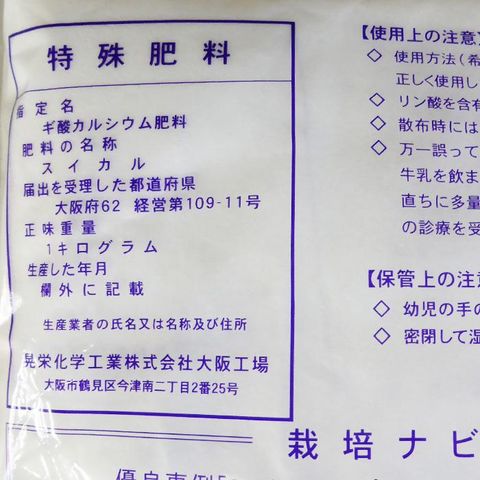 特殊肥料
指定名
ギ酸カルシウム肥料
肥料の名称
スイカル
届出を受理した都道府県
大阪府62 経営第109-11号
正味重量
1キログラム
生産した年月
欄外に記載
生産業者の氏名又は名称及び住所
晃栄化学工業株式会社大阪工場
大阪市鶴見区今津南二丁目2番25号
【使用上の注意】
◇ 使用方法(希
正しく使用し
◇ リン酸を含有
◇ 散布時には
◇ 万一誤って
牛乳を飲ま
直ちに多量
の診療を受
【保管上の注意
◇ 幼児の手の
◇ 密閉して湿
栽培ナビ